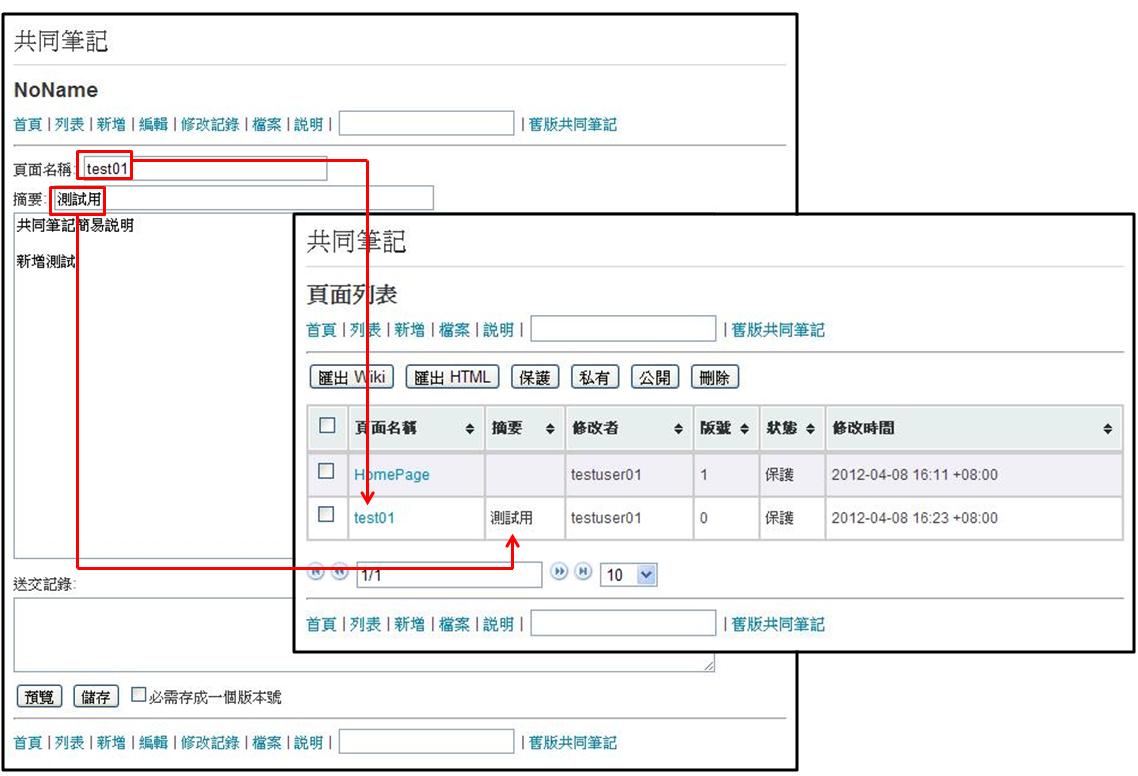 共同筆記
NoName
首頁 | 列表 | 新增 | 編輯 | 修改記錄 | 檔案 | 說明 | | 舊版共同筆記
頁面名稱: test01
摘要: 測試用
共同筆記簡易說明
新增測試
送交記錄:
預覽 儲存 必需存成一個版本號
首頁 | 列表 | 新增 | 編輯 | 修改記錄 | 檔案 | 說明 | | 舊版共同筆記
共同筆記
頁面列表
首頁 | 列表 | 新增 | 檔案 | 說明 | | 舊版共同筆記
匯出 Wiki 匯出 HTML 保護 私有 公開 刪除
頁面名稱 摘要 修改者 版號 狀態 修改時間
HomePage testuser01 1 保護 2012-04-08 16:11 +08:00
test01 測試用 testuser01 0 保護 2012-04-08 16:23 +08:00
1/1 10
首頁 | 列表 | 新增 | 檔案 | 說明 | | 舊版共同筆記